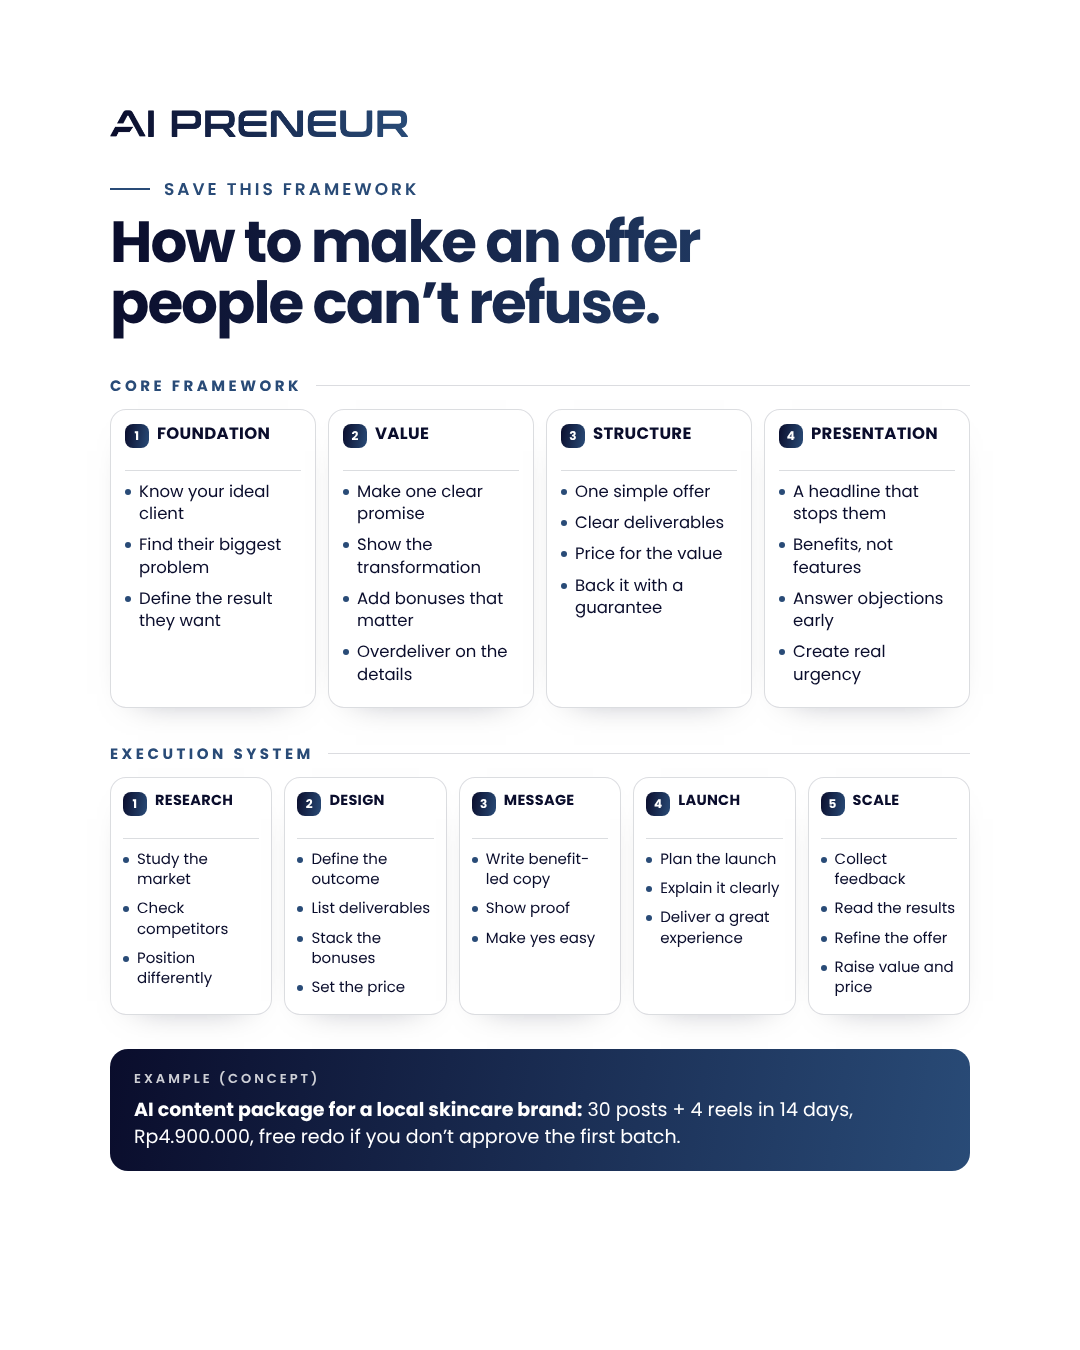 AI PRENEUR
SAVE THIS FRAMEWORK
How to make an offer
people can’t refuse.
CORE FRAMEWORK
1 FOUNDATION
Know your ideal
client
Find their biggest
problem
Define the result
they want
2 VALUE
Make one clear
promise
Show the
transformation
Add bonuses that
matter
Overdeliver on the
details
3 STRUCTURE
One simple offer
Clear deliverables
Price for the value
Back it with a
guarantee
4 PRESENTATION
A headline that
stops them
Benefits, not
features
Answer objections
early
Create real
urgency
EXECUTION SYSTEM
1 RESEARCH
Study the
market
Check
competitors
Position
differently
2 DESIGN
Define the
outcome
List deliverables
Stack the
bonuses
Set the price
3 MESSAGE
Write benefit-
led copy
Show proof
Make yes easy
4 LAUNCH
Plan the launch
Explain it clearly
Deliver a great
experience
5 SCALE
Collect
feedback
Read the results
Refine the offer
Raise value and
price
EXAMPLE (CONCEPT)
AI content package for a local skincare brand: 30 posts + 4 reels in 14 days,
Rp4.900.000, free redo if you don’t approve the first batch.